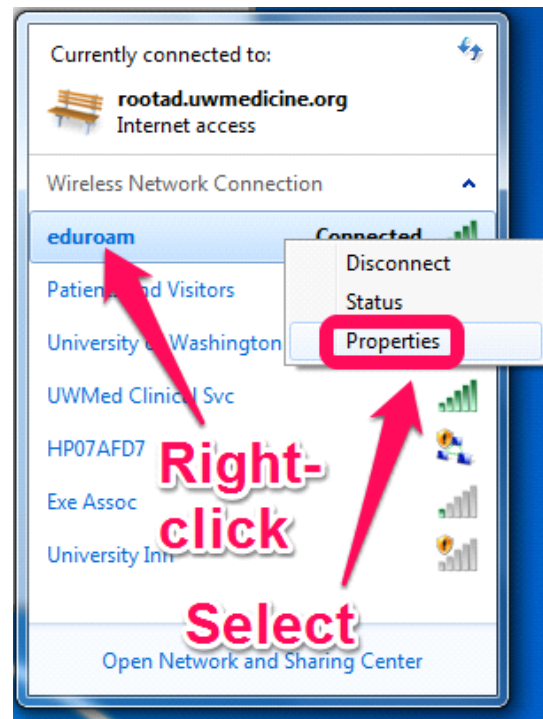 Currently connected to:
rootad.uwmedicine.org
Internet access
Wireless Network Connection
eduroam Connected
Disconnect
Patients and Visitors
Status
University of Washington
Properties
UWMed Clinical Svc
HP07AFD7
Right-
click
Exe Assoc
University Inn
Select
Open Network and Sharing Center